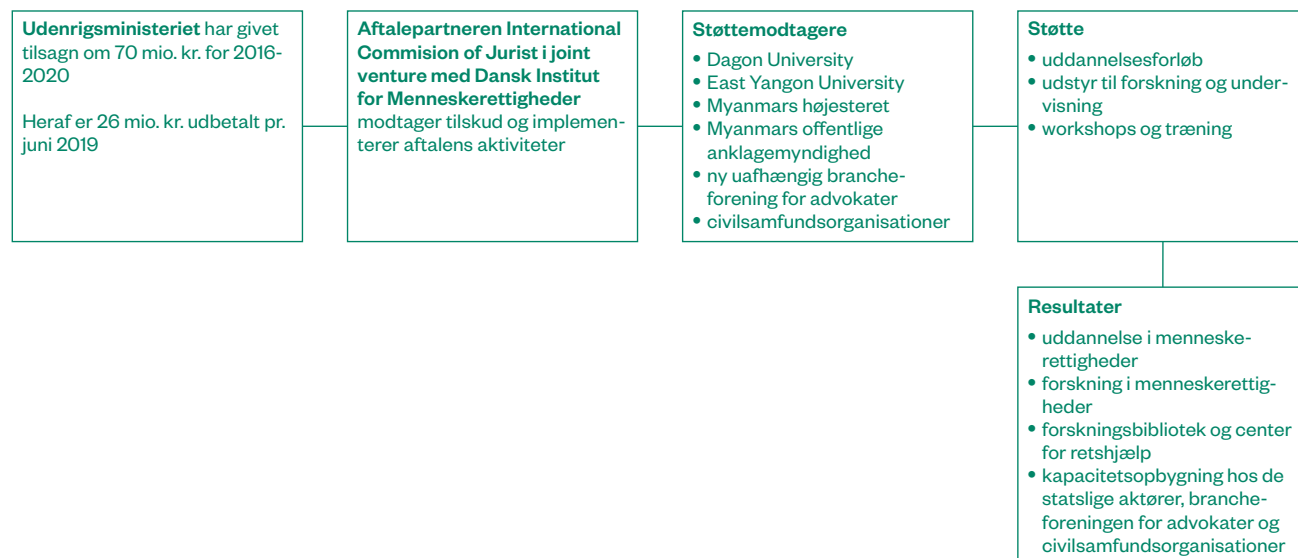 Udenrigsministeriet har givet
tilsagn om 70 mio. kr. for 2016-
2020
Heraf er 26 mio. kr. udbetalt pr.
juni 2019
Aftalepartneren International
Commision of Jurist i joint
venture med Dansk Institut
for Menneskerettigheder
modtager tilskud og implemen-
terer aftalens aktiviteter
Støttemodtagere
• Dagon University
• East Yangon University
• Myanmars højesteret
• Myanmars offentlige
anklagemyndighed
• ny uafhængig branche-
forening for advokater
• civilsamfundsorganisationer
Støtte
• uddannelsesforløb
• udstyr til forskning og under-
visning
• workshops og træning
Resultater
• uddannelse i menneske-
rettigheder
• forskning i menneskerettig-
heder
• forskningsbibliotek og center
for retshjælp
• kapacitetsopbygning hos de
statslige aktører, branche-
foreningen for advokater og
civilsamfundsorganisationer